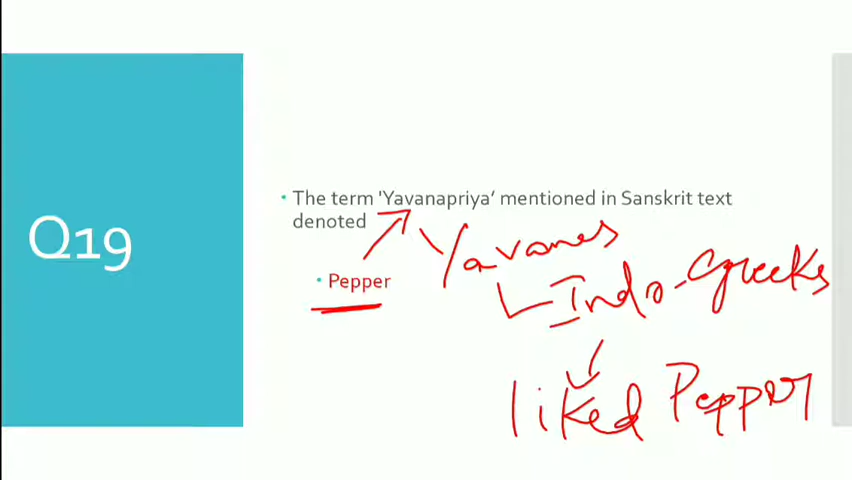 Q19
• The term 'Yavanapriya' mentioned in Sanskrit text
denoted
• Pepper
Yavanas
Indo-Greeks
liked Pepper